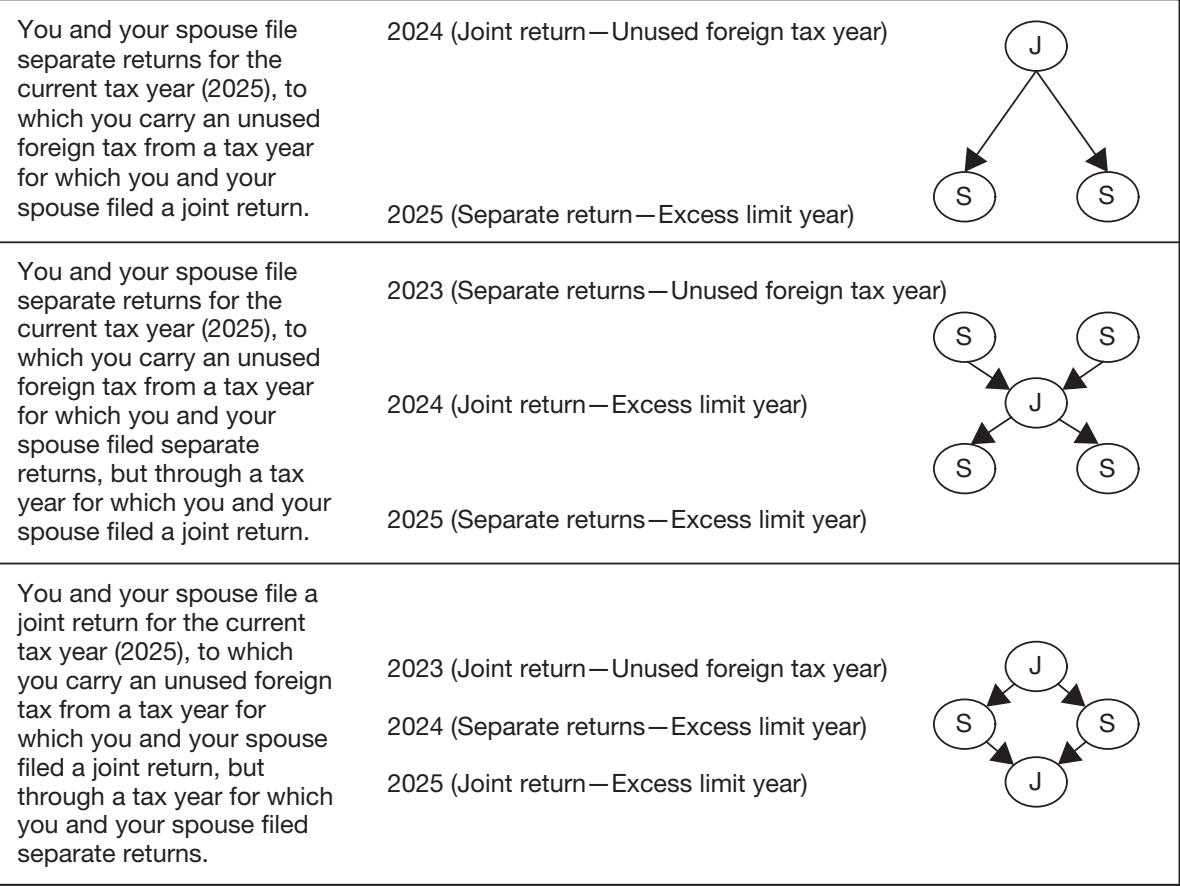 You and your spouse file
separate returns for the
current tax year (2025), to
which you carry an unused
foreign tax from a tax year
for which you and your
spouse filed a joint return.
2024 (Joint return—Unused foreign tax year)
2025 (Separate return—Excess limit year)
J
S S
You and your spouse file
separate returns for the
current tax year (2025), to
which you carry an unused
foreign tax from a tax year
for which you and your
spouse filed separate
returns, but through a tax
year for which you and your
spouse filed a joint return.
2023 (Separate returns—Unused foreign tax year)
2024 (Joint return—Excess limit year)
2025 (Separate returns—Excess limit year)
S S
J
S S
You and your spouse file a
joint return for the current
tax year (2025), to which
you carry an unused foreign
tax from a tax year for
which you and your spouse
filed a joint return, but
through a tax year for which
you and your spouse filed
separate returns.
2023 (Joint return—Unused foreign tax year)
2024 (Separate returns—Excess limit year)
2025 (Joint return—Excess limit year)
J
S S
J